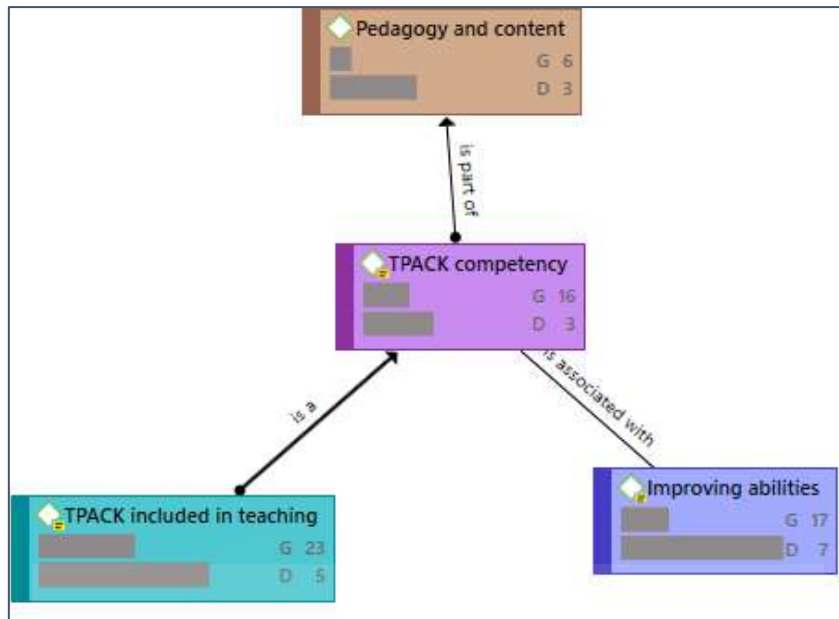 Pedagogy and content
G 6
D 3
is part of
TPACK competency
G 16
D 3
is a
is associated with
TPACK included in teaching
G 23
D 5
Improving abilities
G 17
D 7